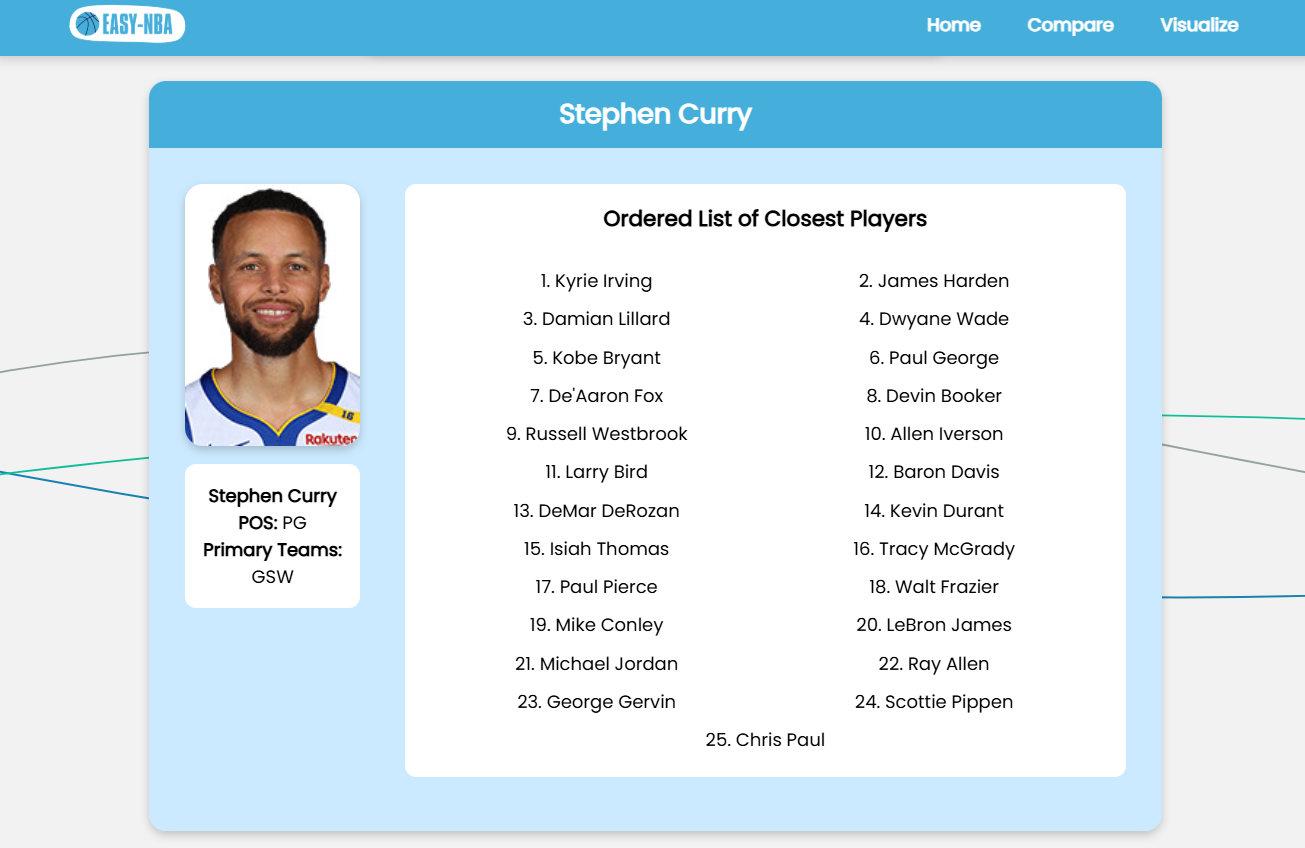 EASY-NBA
Home Compare Visualize
Stephen Curry
16
Rakuten
Stephen Curry
POS: PG
Primary Teams:
GSW
Ordered List of Closest Players
1. Kyrie Irving
2. James Harden
3. Damian Lillard
4. Dwyane Wade
5. Kobe Bryant
6. Paul George
7. De'Aaron Fox
8. Devin Booker
9. Russell Westbrook
10. Allen Iverson
11. Larry Bird
12. Baron Davis
13. DeMar DeRozan
14. Kevin Durant
15. Isiah Thomas
16. Tracy McGrady
17. Paul Pierce
18. Walt Frazier
19. Mike Conley
20. LeBron James
21. Michael Jordan
22. Ray Allen
23. George Gervin
24. Scottie Pippen
25. Chris Paul